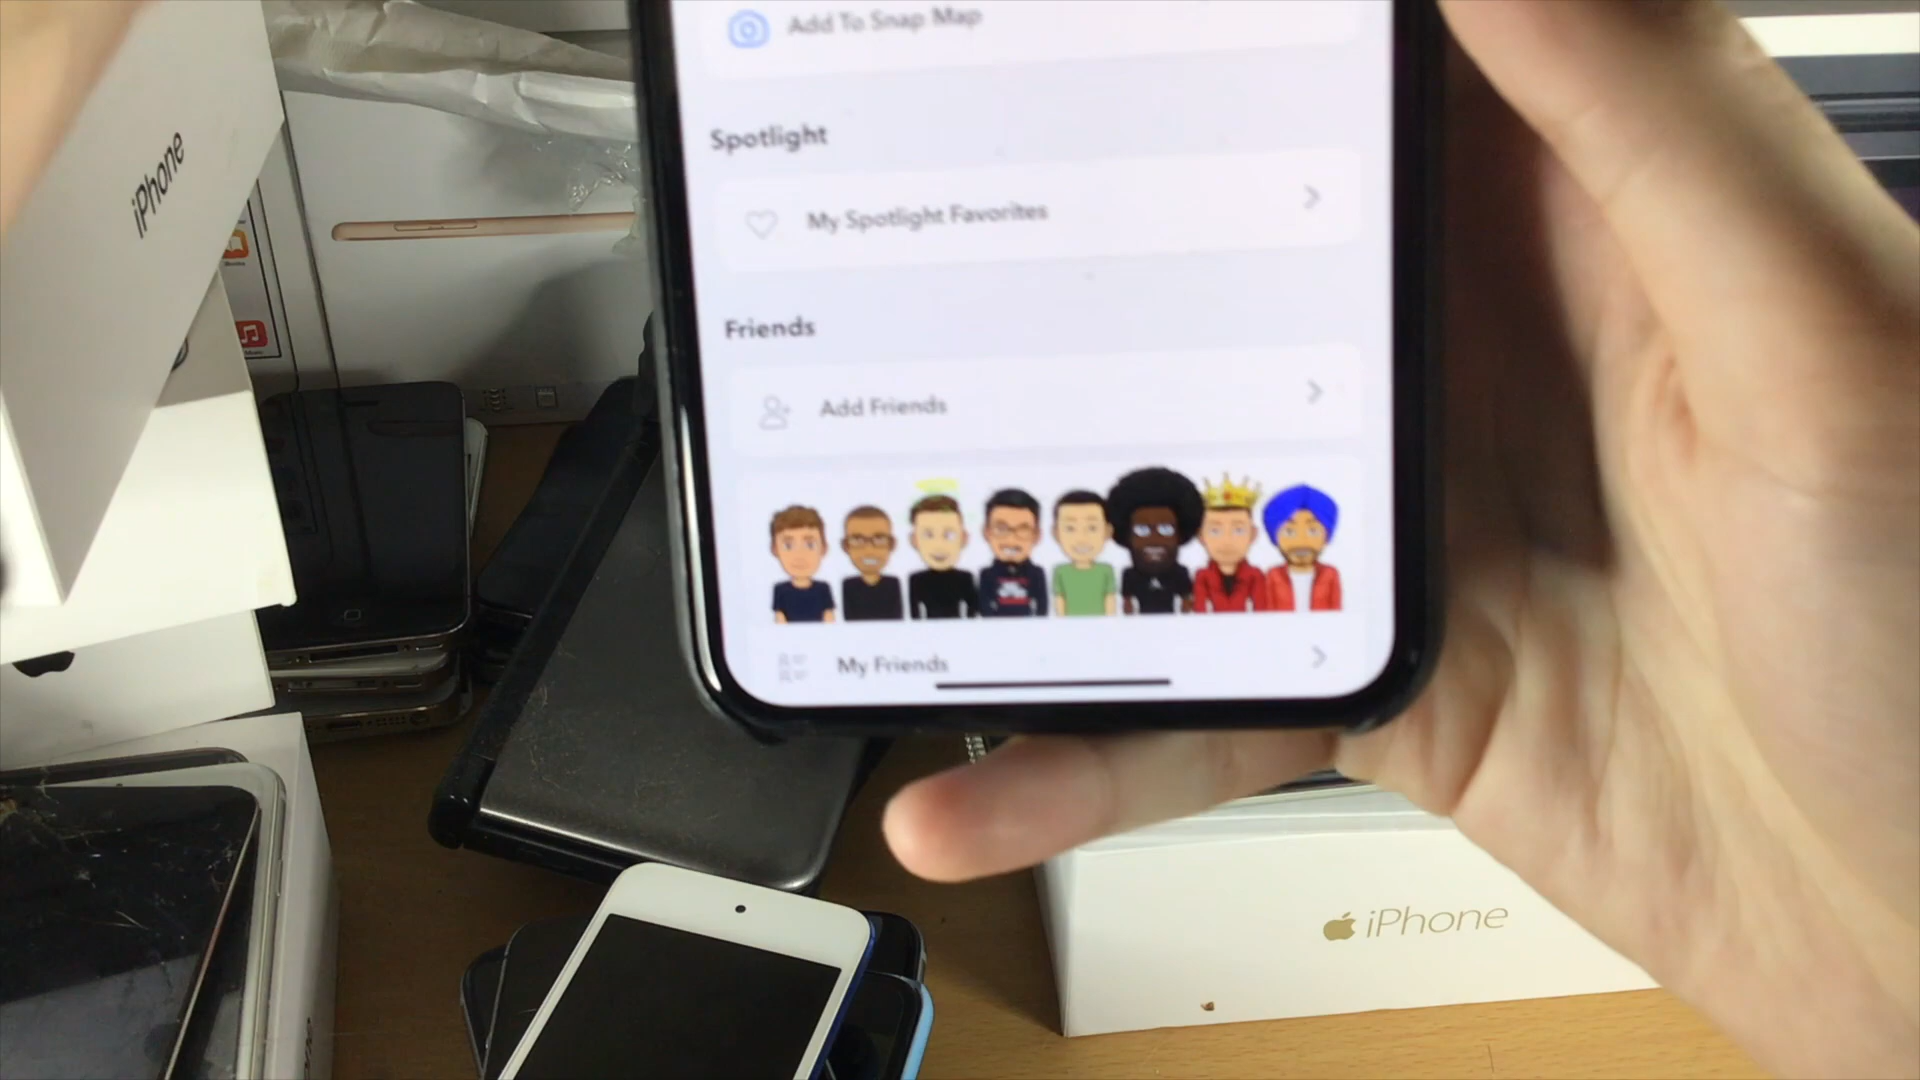 Add To Snap Map
iPhone
Spotlight
My Spotlight Favorites
Friends
Add Friends
My Friends
iPhone